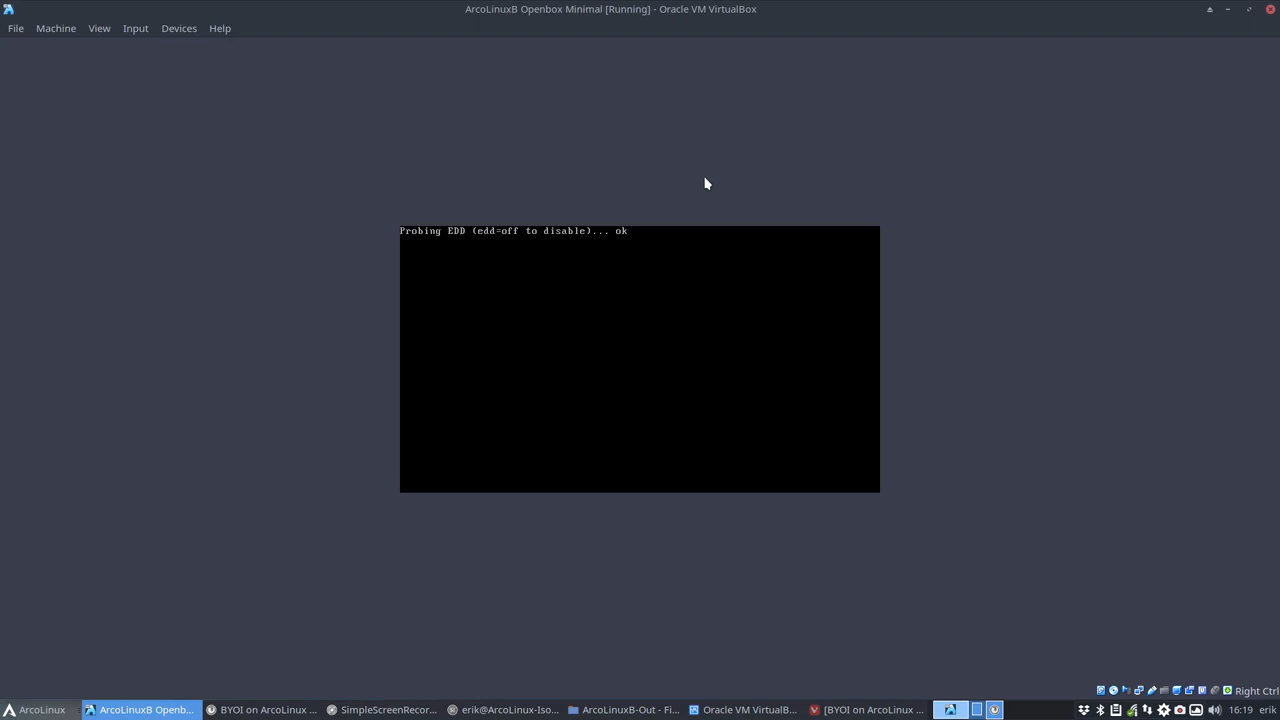 ArcoLinuxB Openbox Minimal [Running] - Oracle VM VirtualBox
File Machine View Input Devices Help
Probing EDD (edd=off to disable)... ok
Right Ctrl
ArcoLinux ArcoLinuxB Openb... BYOI on ArcoLinux ... SimpleScreenRecor... erik@ArcoLinux-Iso... ArcoLinuxB-Out - Fi... Oracle VM VirtualB... [BYOI on ArcoLinux ... 16:19 erik